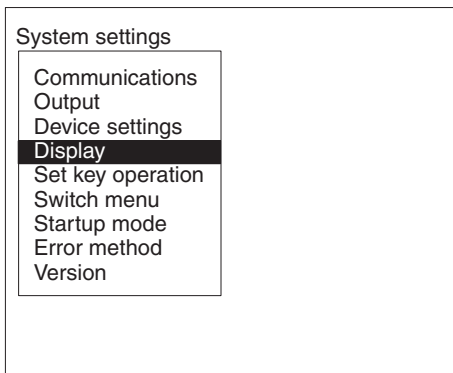 System settings
Communications
Output
Device settings
Display
Set key operation
Switch menu
Startup mode
Error method
Version